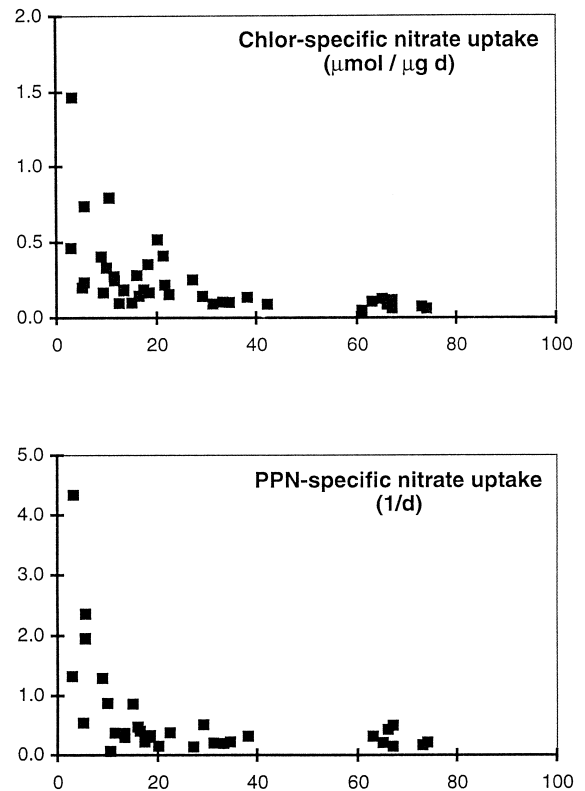 2.0
Chlor-specific nitrate uptake
(µmol / µg d)
1.5
1.0
0.5
0.0
0 20 40 60 80 100
5.0
PPN-specific nitrate uptake
(1/d)
4.0
3.0
2.0
1.0
0.0
0 20 40 60 80 100